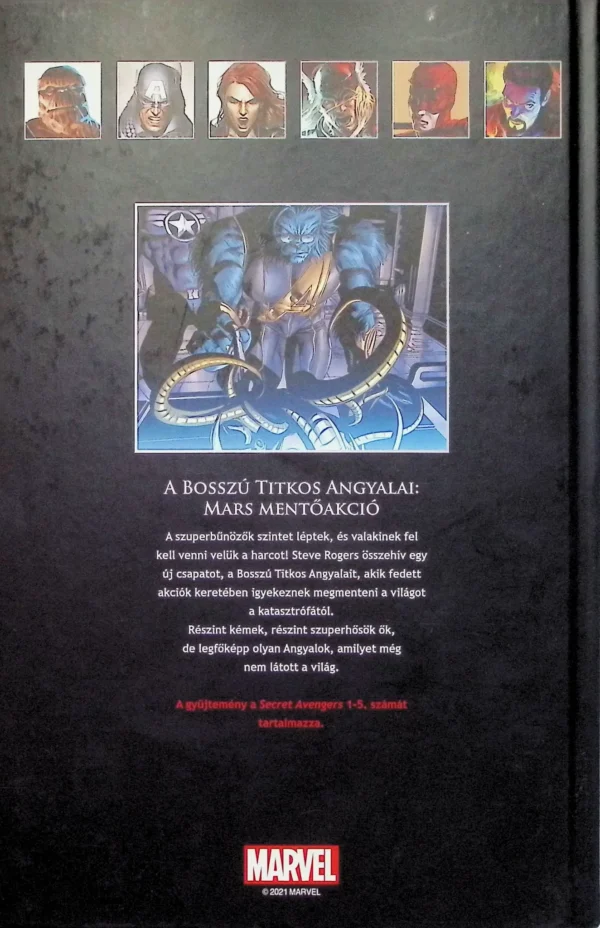 A Bosszú Titkos Angyalai:
Mars mentőakció
A szuperbűnözők szintet léptek, és valakinek fel
kell venni velük a harcot! Steve Rogers összehív egy
új csapatot, a Bosszú Titkos Angyalait, akik fedett
akciók keretében igyekeznek megmenteni a világot
a katasztrófától.
Részint kémek, részint szuperhősök ők,
de legfőképp olyan Angyalok, amilyet még
nem látott a világ.
A gyűjtemény a Secret Avengers 1-5. számát
tartalmazza.
MARVEL
© 2021 MARVEL